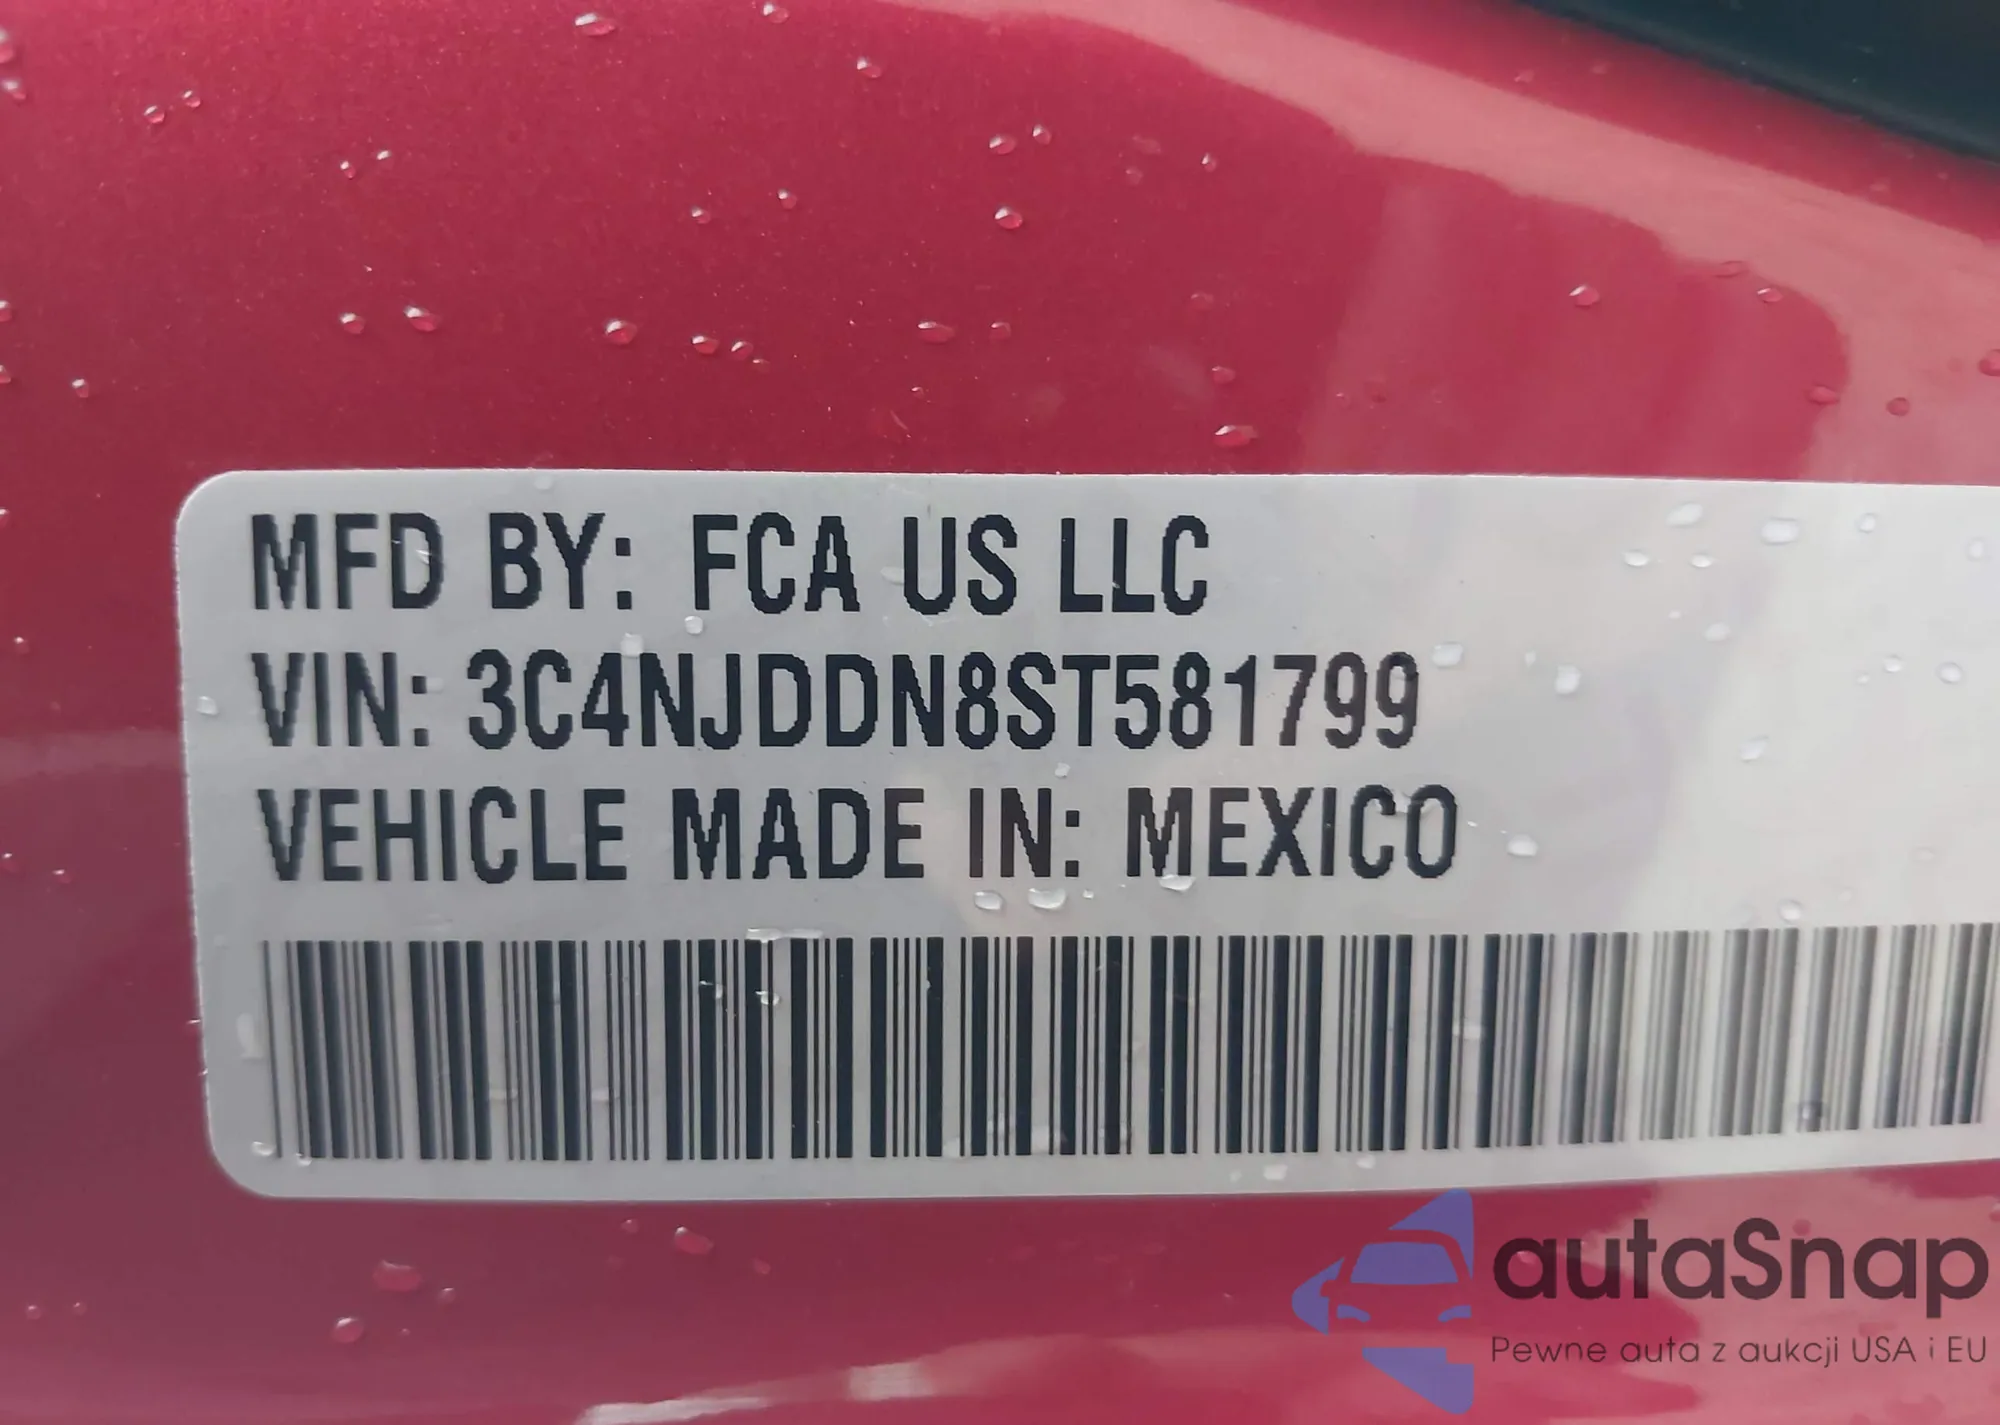 MFD BY: FCA US LLC
VIN: 3C4NJDDN8ST581799
VEHICLE MADE IN: MEXICO
autaSnap
Pewne auta z aukcji USA i EU